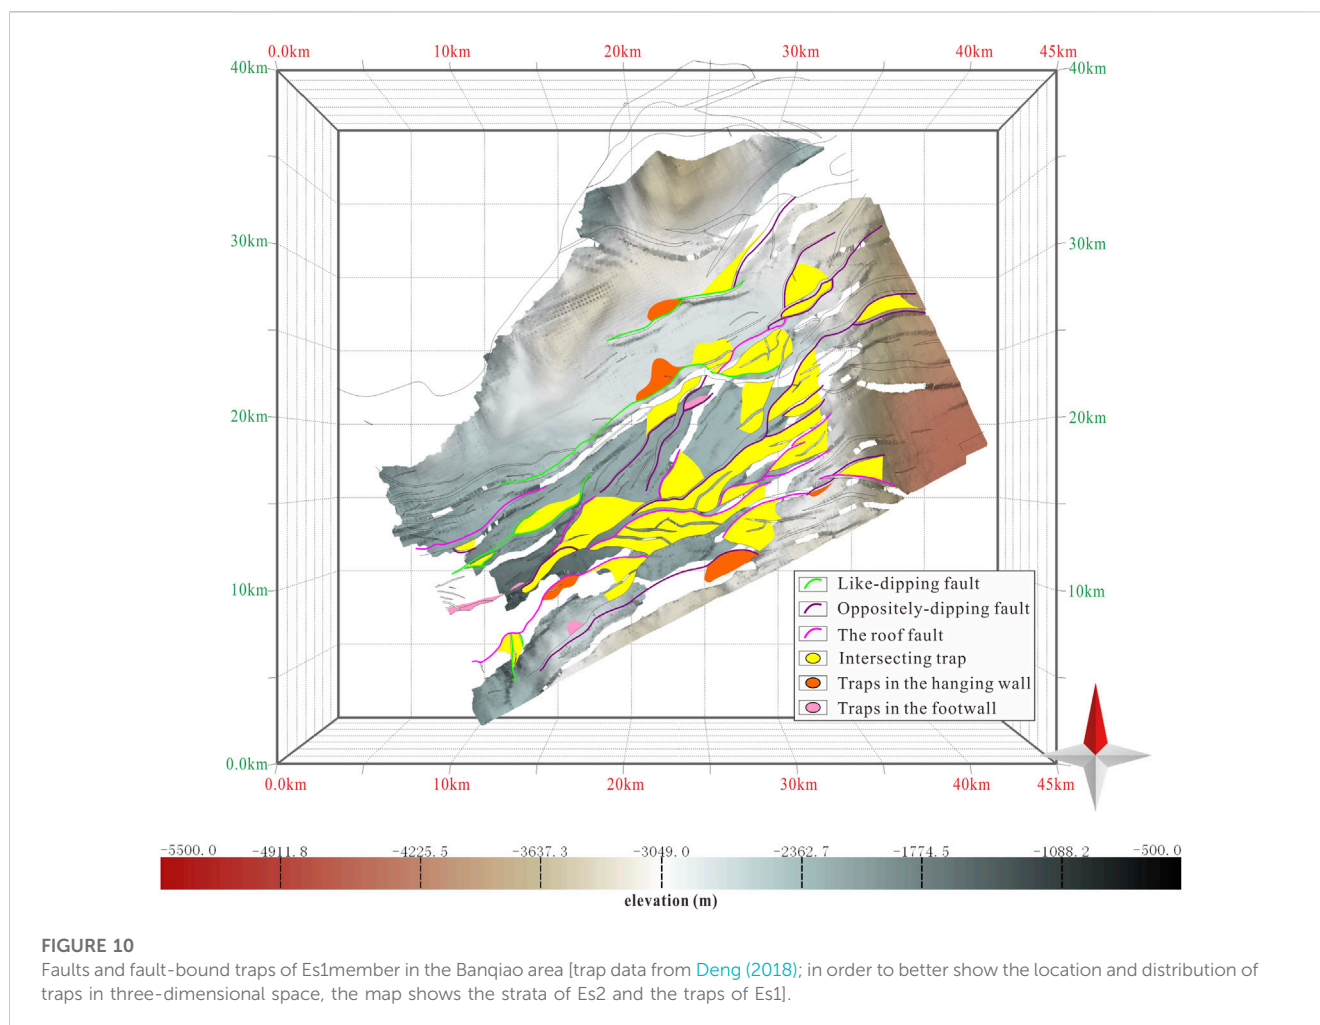 0.0km 10km 20km 30km 40km 45km
40km 40km
30km 30km
20km 20km
10km 10km
Like-dipping fault
Oppositely-dipping fault
The roof fault
Intersecting trap
Traps in the hanging wall
Traps in the footwall
0.0km
0.0km 10km 20km 30km 40km 45km
-5500.0 -4911.8 -4225.5 -3637.3 -3049.0 -2362.7 -1774.5 -1088.2 -500.0
elevation (m)
FIGURE 10
Faults and fault-bound traps of Es1member in the Banqiao area [trap data from Deng (2018); in order to better show the location and distribution of
traps in three-dimensional space, the map shows the strata of Es2 and the traps of Es1].